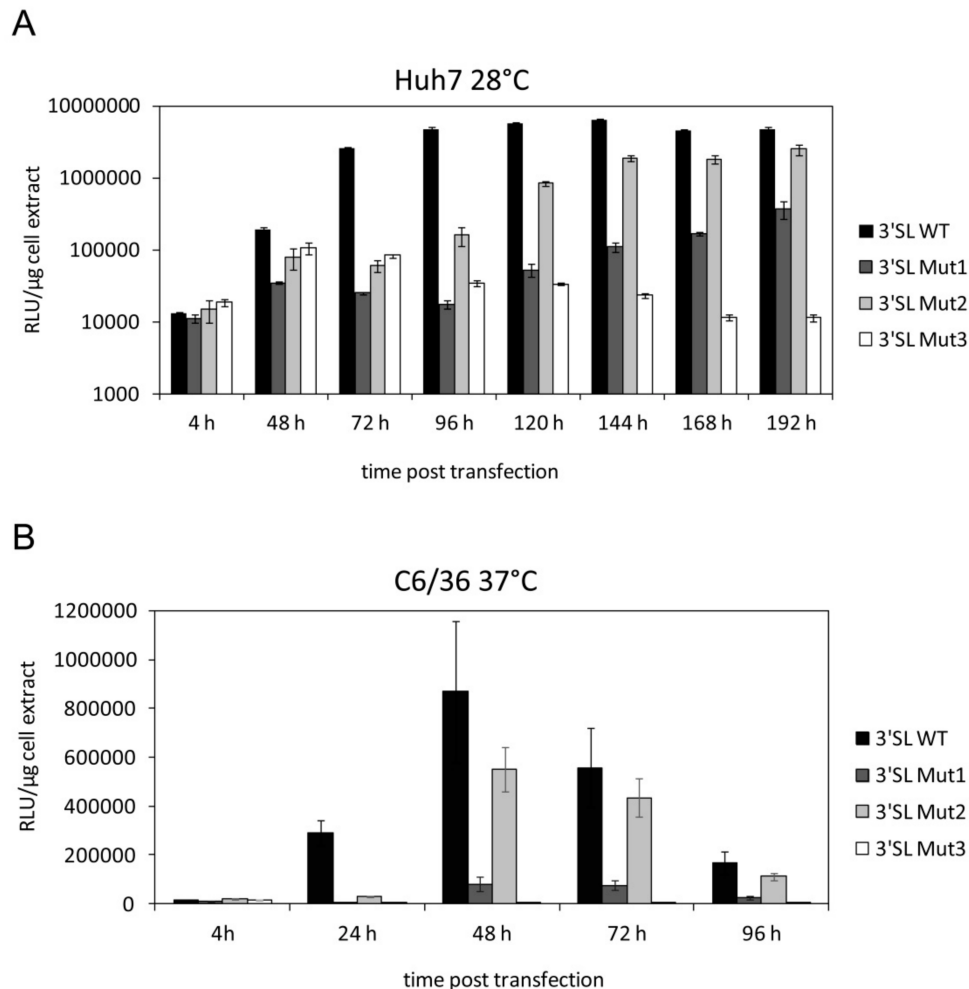 A
Huh7 28°C
10000000
1000000
100000
10000
1000
RLU/µg cell extract
4 h 48 h 72 h 96 h 120 h 144 h 168 h 192 h
time post transfection
3'SL WT
3'SL Mut1
3'SL Mut2
3'SL Mut3
B
C6/36 37°C
1200000
1000000
800000
600000
400000
200000
0
RLU/µg cell extract
4h 24 h 48 h 72 h 96 h
time post transfection
3'SL WT
3'SL Mut1
3'SL Mut2
3'SL Mut3